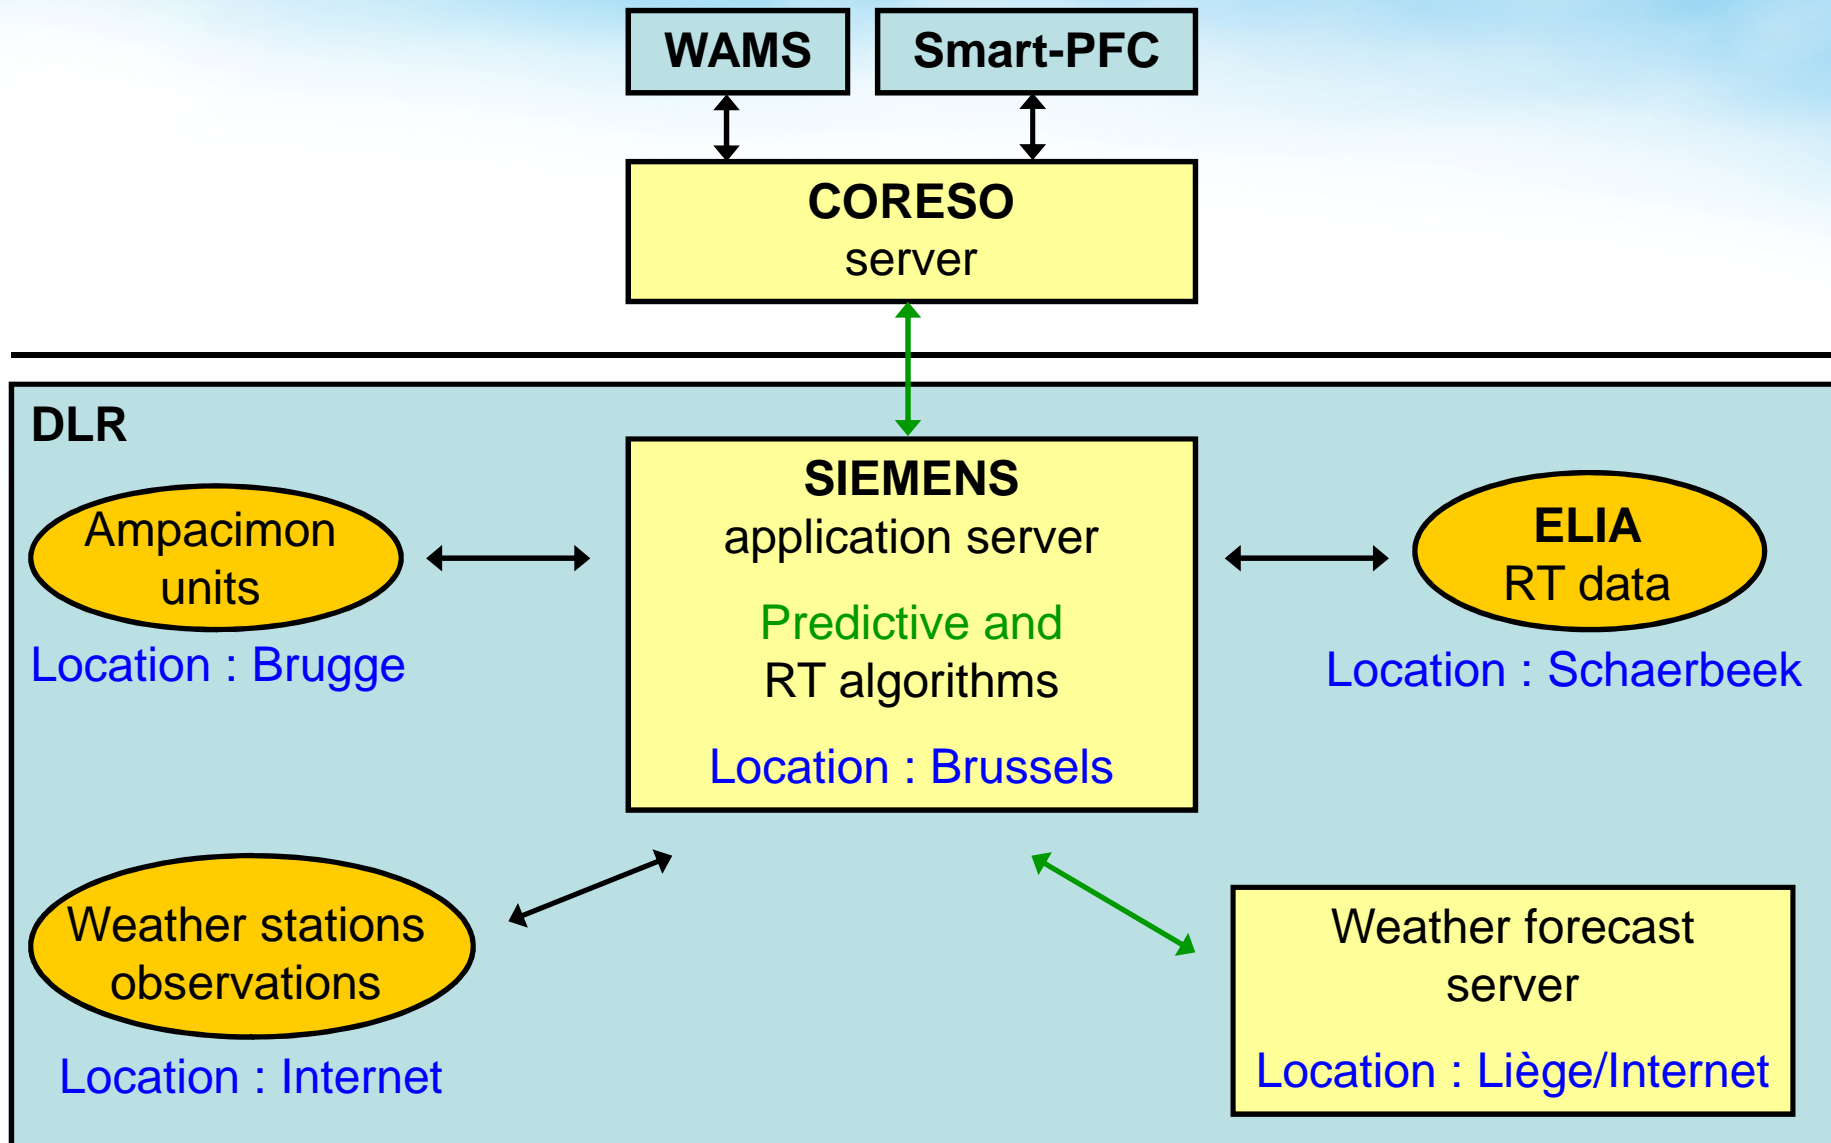 WAMS
Smart-PFC
CORESO
server
DLR
SIEMENS
application server
Predictive and
RT algorithms
Location : Brussels
Ampacimon
units
Location : Brugge
ELIA
RT data
Location : Schaerbeek
Weather stations
observations
Location : Internet
Weather forecast
server
Location : Liège/Internet